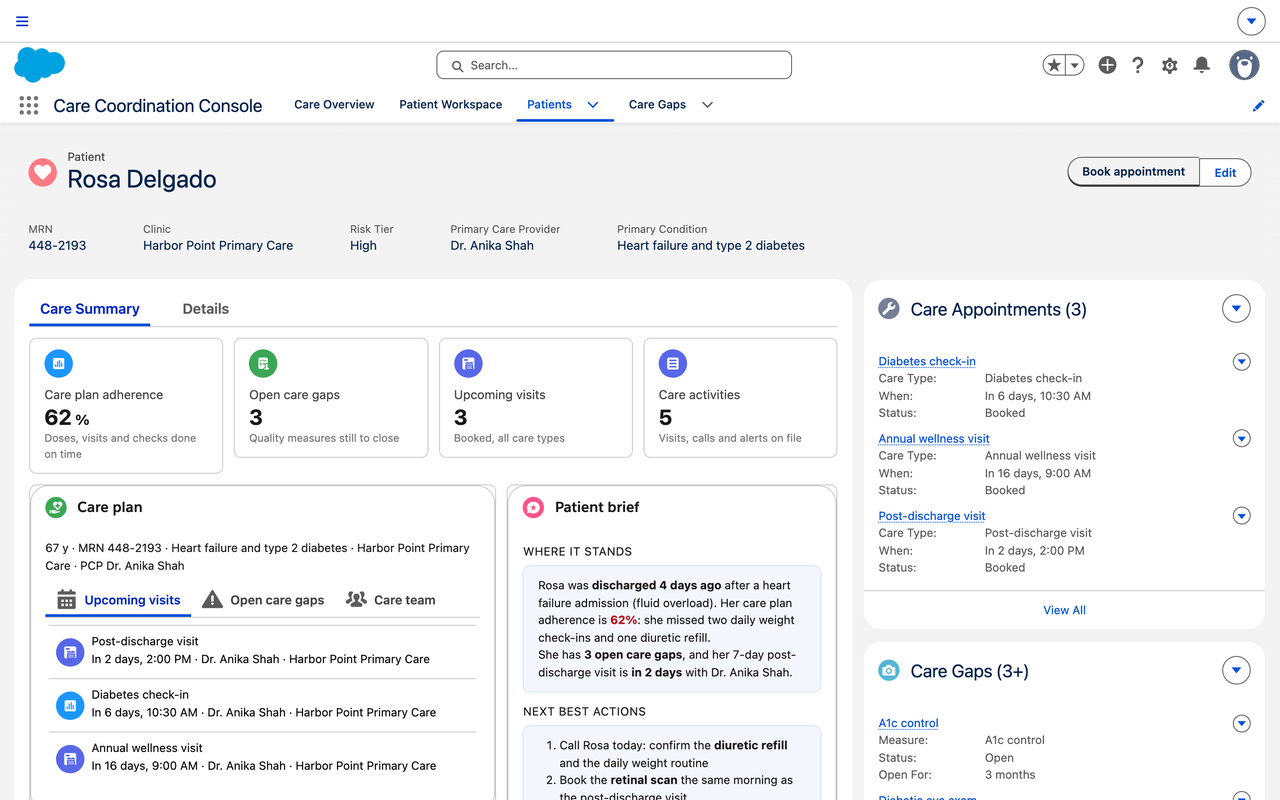 Search...
Care Coordination Console
Care Overview
Patient Workspace
Patients
Care Gaps
Patient
Rosa Delgado
Book appointment
Edit
MRN
448-2193
Clinic
Harbor Point Primary Care
Risk Tier
High
Primary Care Provider
Dr. Anika Shah
Primary Condition
Heart failure and type 2 diabetes
Care Summary
Details
Care plan adherence
62 %
Doses, visits and checks done
on time
Open care gaps
3
Quality measures still to close
Upcoming visits
3
Booked, all care types
Care activities
5
Visits, calls and alerts on file
Care plan
67 y · MRN 448-2193 · Heart failure and type 2 diabetes · Harbor Point Primary
Care · PCP Dr. Anika Shah
Upcoming visits
Open care gaps
Care team
Post-discharge visit
In 2 days, 2:00 PM · Dr. Anika Shah · Harbor Point Primary Care
Diabetes check-in
In 6 days, 10:30 AM · Dr. Anika Shah · Harbor Point Primary Care
Annual wellness visit
In 16 days, 9:00 AM · Dr. Anika Shah · Harbor Point Primary Care
Patient brief
WHERE IT STANDS
Rosa was discharged 4 days ago after a heart
failure admission (fluid overload). Her care plan
adherence is 62%: she missed two daily weight
check-ins and one diuretic refill.
She has 3 open care gaps, and her 7-day post-
discharge visit is in 2 days with Dr. Anika Shah.
NEXT BEST ACTIONS
1. Call Rosa today: confirm the diuretic refill
and the daily weight routine
2. Book the retinal scan the same morning as
the post-discharge visit
Care Appointments (3)
Diabetes check-in
Care Type: Diabetes check-in
When: In 6 days, 10:30 AM
Status: Booked
Annual wellness visit
Care Type: Annual wellness visit
When: In 16 days, 9:00 AM
Status: Booked
Post-discharge visit
Care Type: Post-discharge visit
When: In 2 days, 2:00 PM
Status: Booked
View All
Care Gaps (3+)
A1c control
Measure: A1c control
Status: Open
Open For: 3 months
Diabetic eye exam